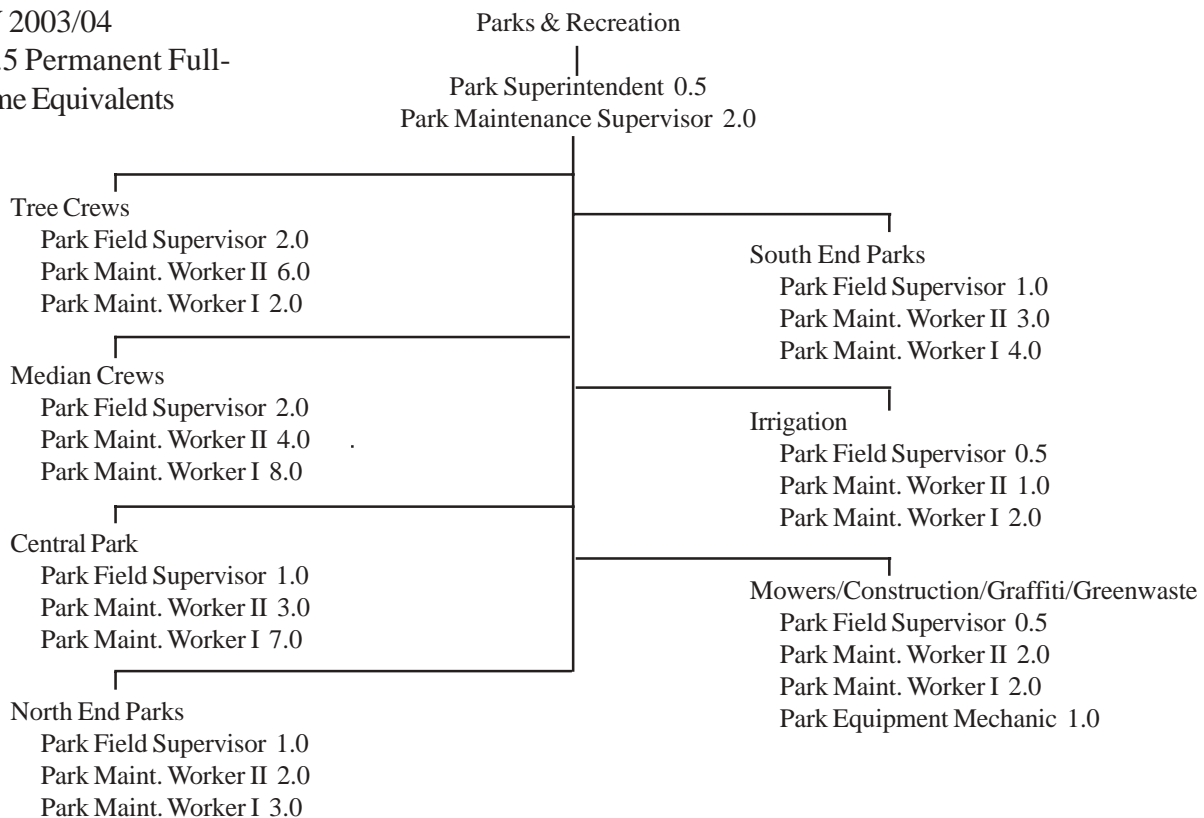 2003/04
.5 Permanent Full-
Equivalents
Parks & Recreation
Park Superintendent 0.5
Park Maintenance Supervisor 2.0
Tree Crews
Park Field Supervisor 2.0
Park Maint. Worker II 6.0
Park Maint. Worker I 2.0
Median Crews
Park Field Supervisor 2.0
Park Maint. Worker II 4.0 .
Park Maint. Worker I 8.0
Central Park
Park Field Supervisor 1.0
Park Maint. Worker II 3.0
Park Maint. Worker I 7.0
North End Parks
Park Field Supervisor 1.0
Park Maint. Worker II 2.0
Park Maint. Worker I 3.0
South End Parks
Park Field Supervisor 1.0
Park Maint. Worker II 3.0
Park Maint. Worker I 4.0
Irrigation
Park Field Supervisor 0.5
Park Maint. Worker II 1.0
Park Maint. Worker I 2.0
Mowers/Construction/Graffiti/Greenwaste
Park Field Supervisor 0.5
Park Maint. Worker II 2.0
Park Maint. Worker I 2.0
Park Equipment Mechanic 1.0